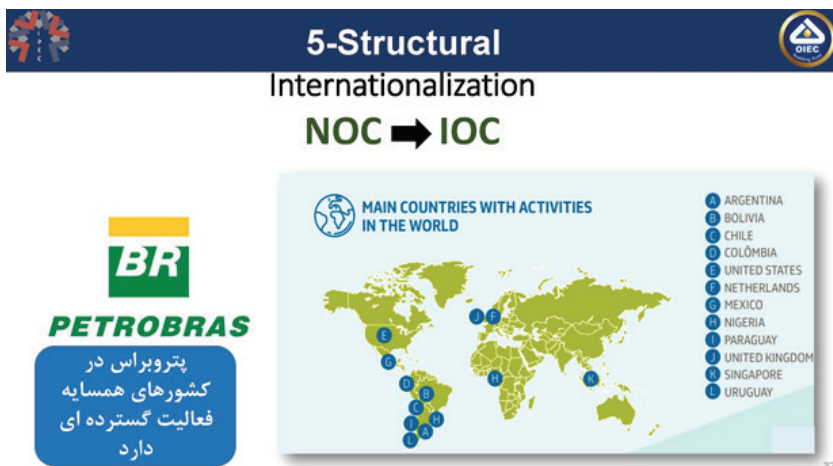 IPEC
5-Structural
OIEC
Internationalization
NOC ➡ IOC
BR
PETROBRAS
پتروبراس در
کشورهای همسایه
فعالیت گسترده ای
دارد
MAIN COUNTRIES WITH ACTIVITIES
IN THE WORLD
A ARGENTINA
B BOLIVIA
C CHILE
D COLÔMBIA
E UNITED STATES
F NETHERLANDS
G MEXICO
H NIGERIA
I PARAGUAY
J UNITED KINGDOM
K SINGAPORE
L URUGUAY
J F
E
G
D
B
H
K
C
I
H
A
L